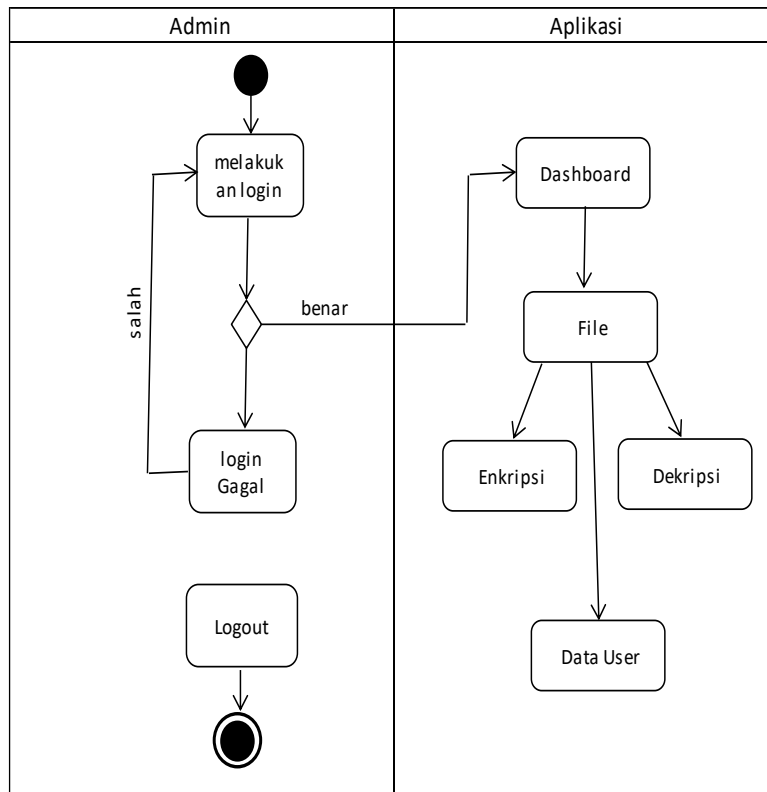 Admin
Aplikasi
melakuk
an login
Dashboard
salah
benar
File
login
Gagal
Enkripsi
Dekripsi
Logout
Data User